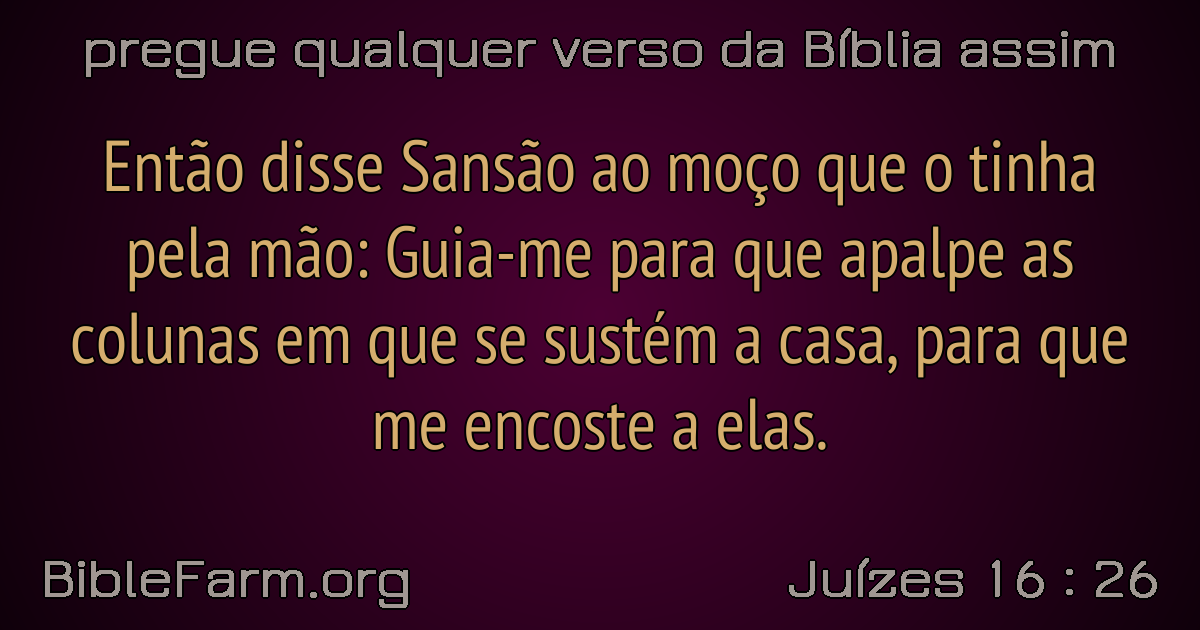 pregue qualquer verso da Bíblia assim
Então disse Sansão ao moço que o tinha
pela mão: Guia-me para que apalpe as
colunas em que se sustém a casa, para que
me encoste a elas.
BibleFarm.org
Juízes 16 : 26